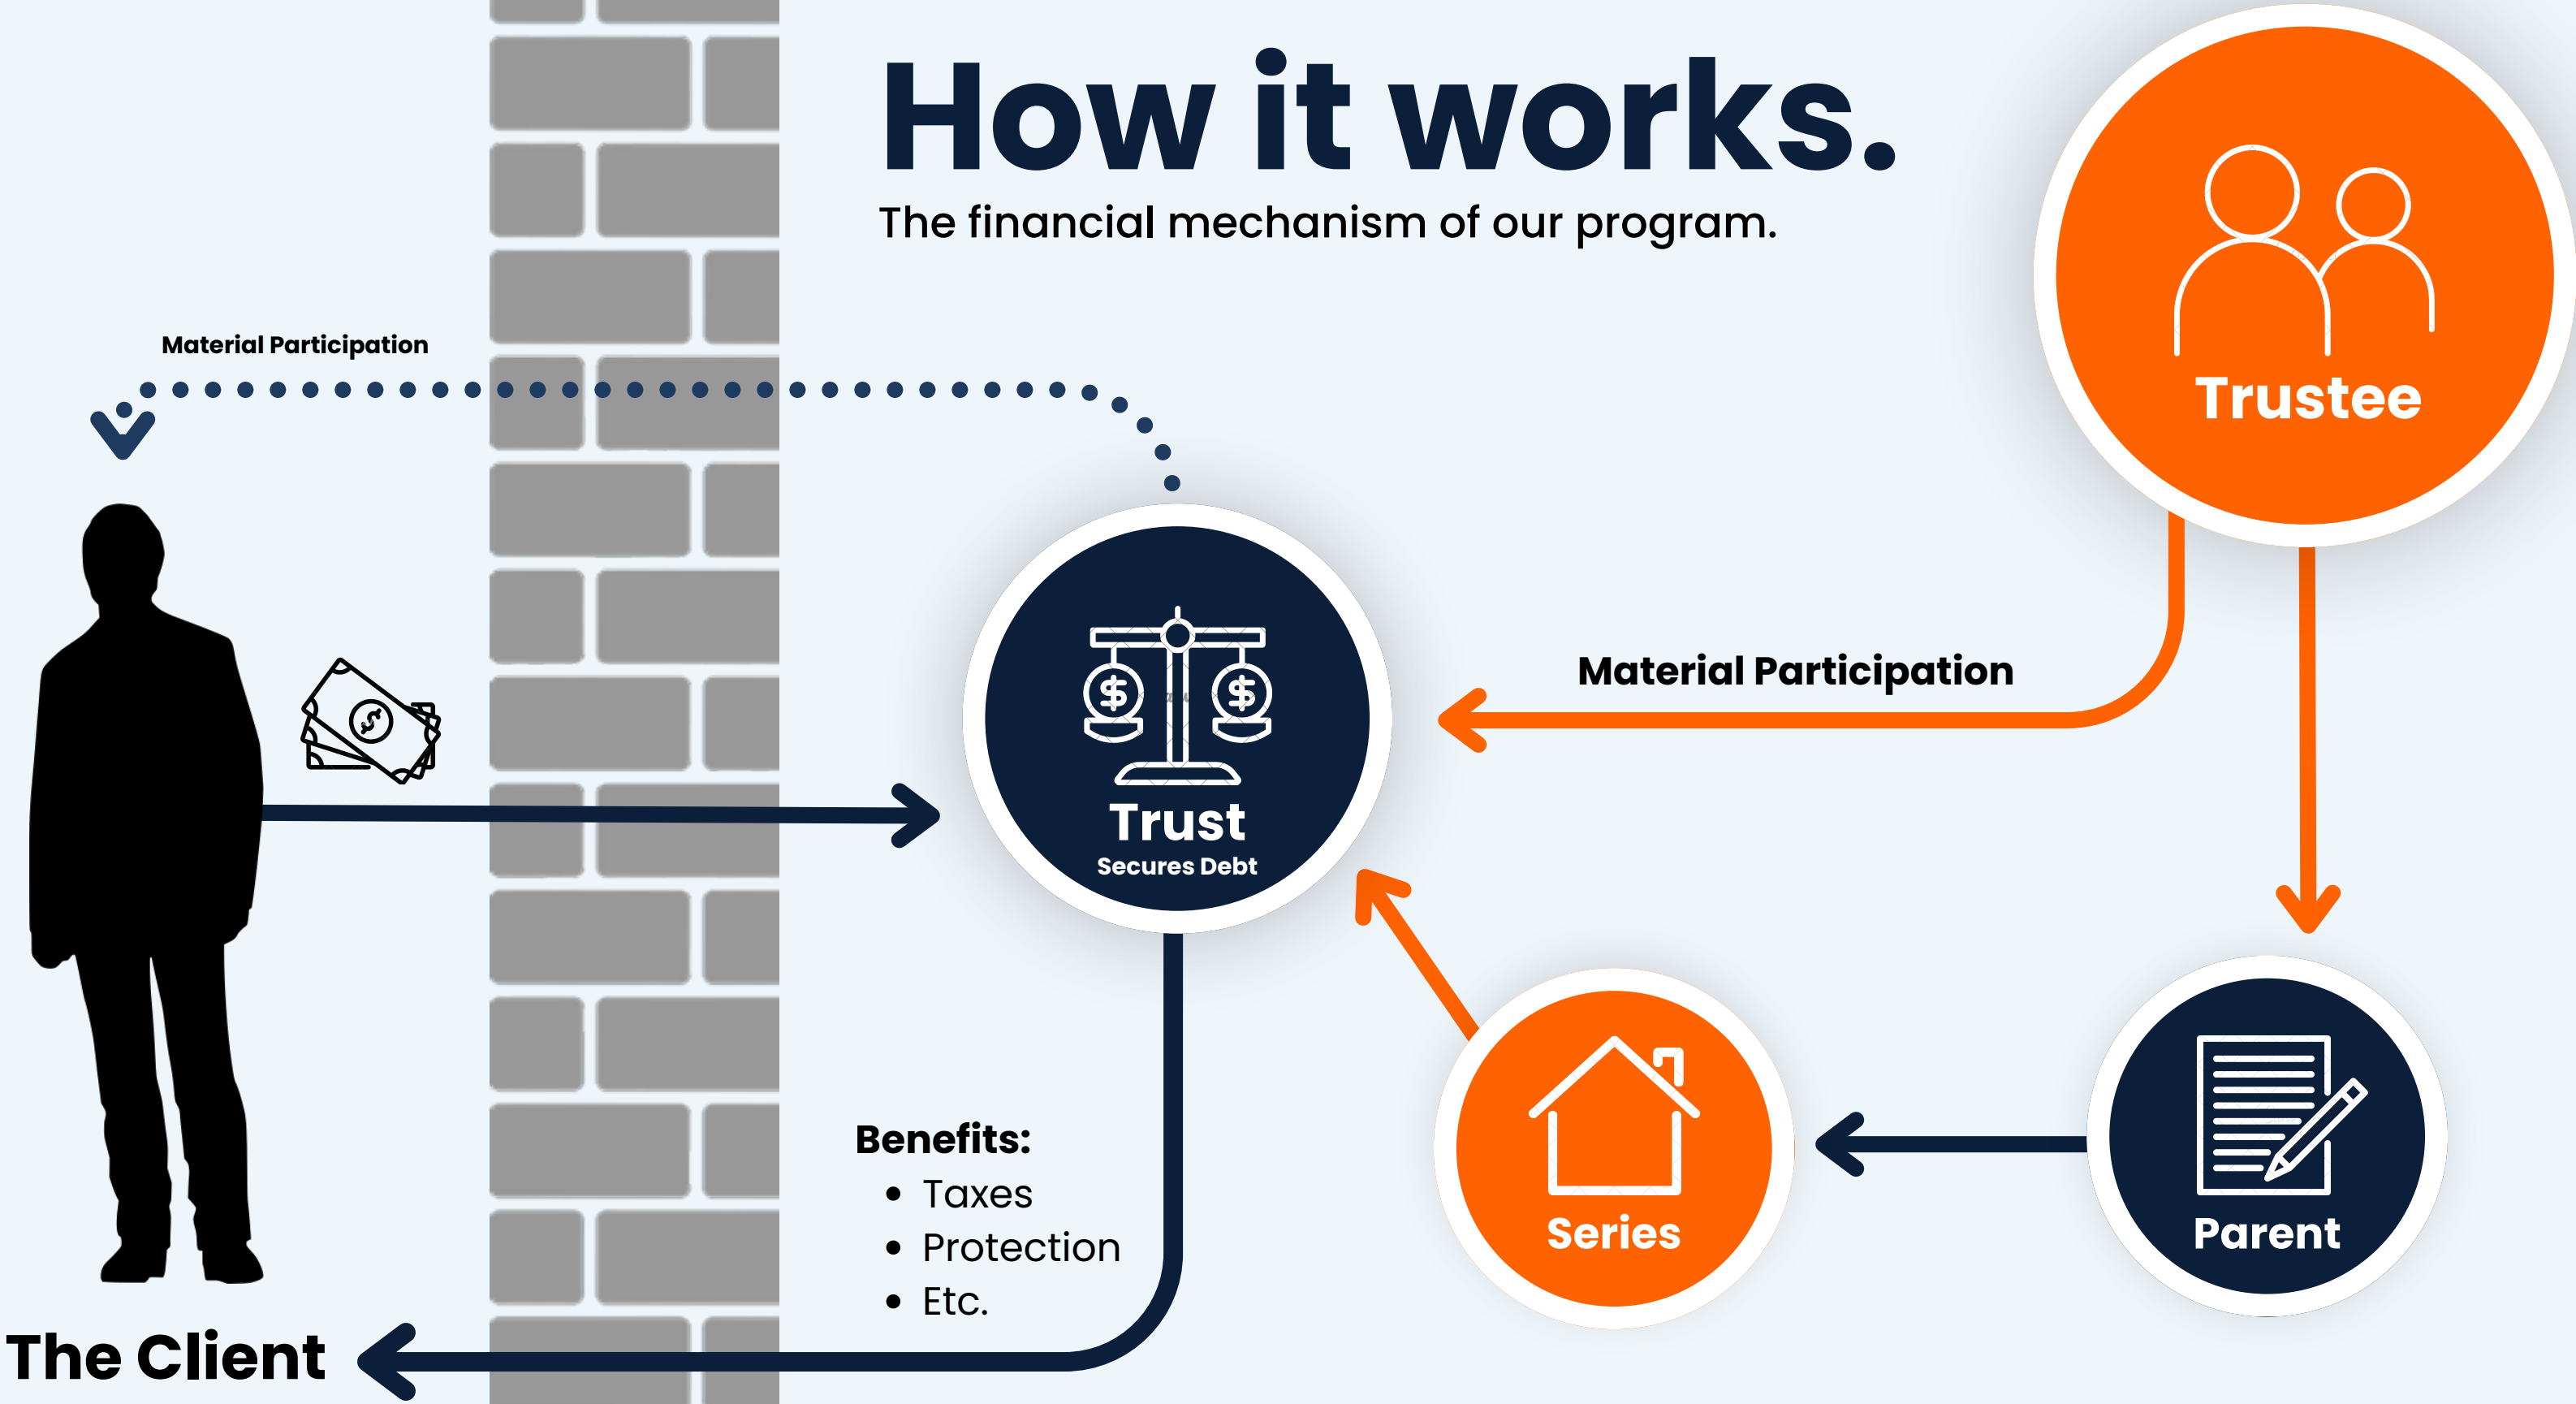 How it works.
The financial mechanism of our program.
Trustee
Material Participation
Material Participation
Trust
Secures Debt
Benefits:
• Taxes
• Protection
• Etc.
Series
Parent
The Client